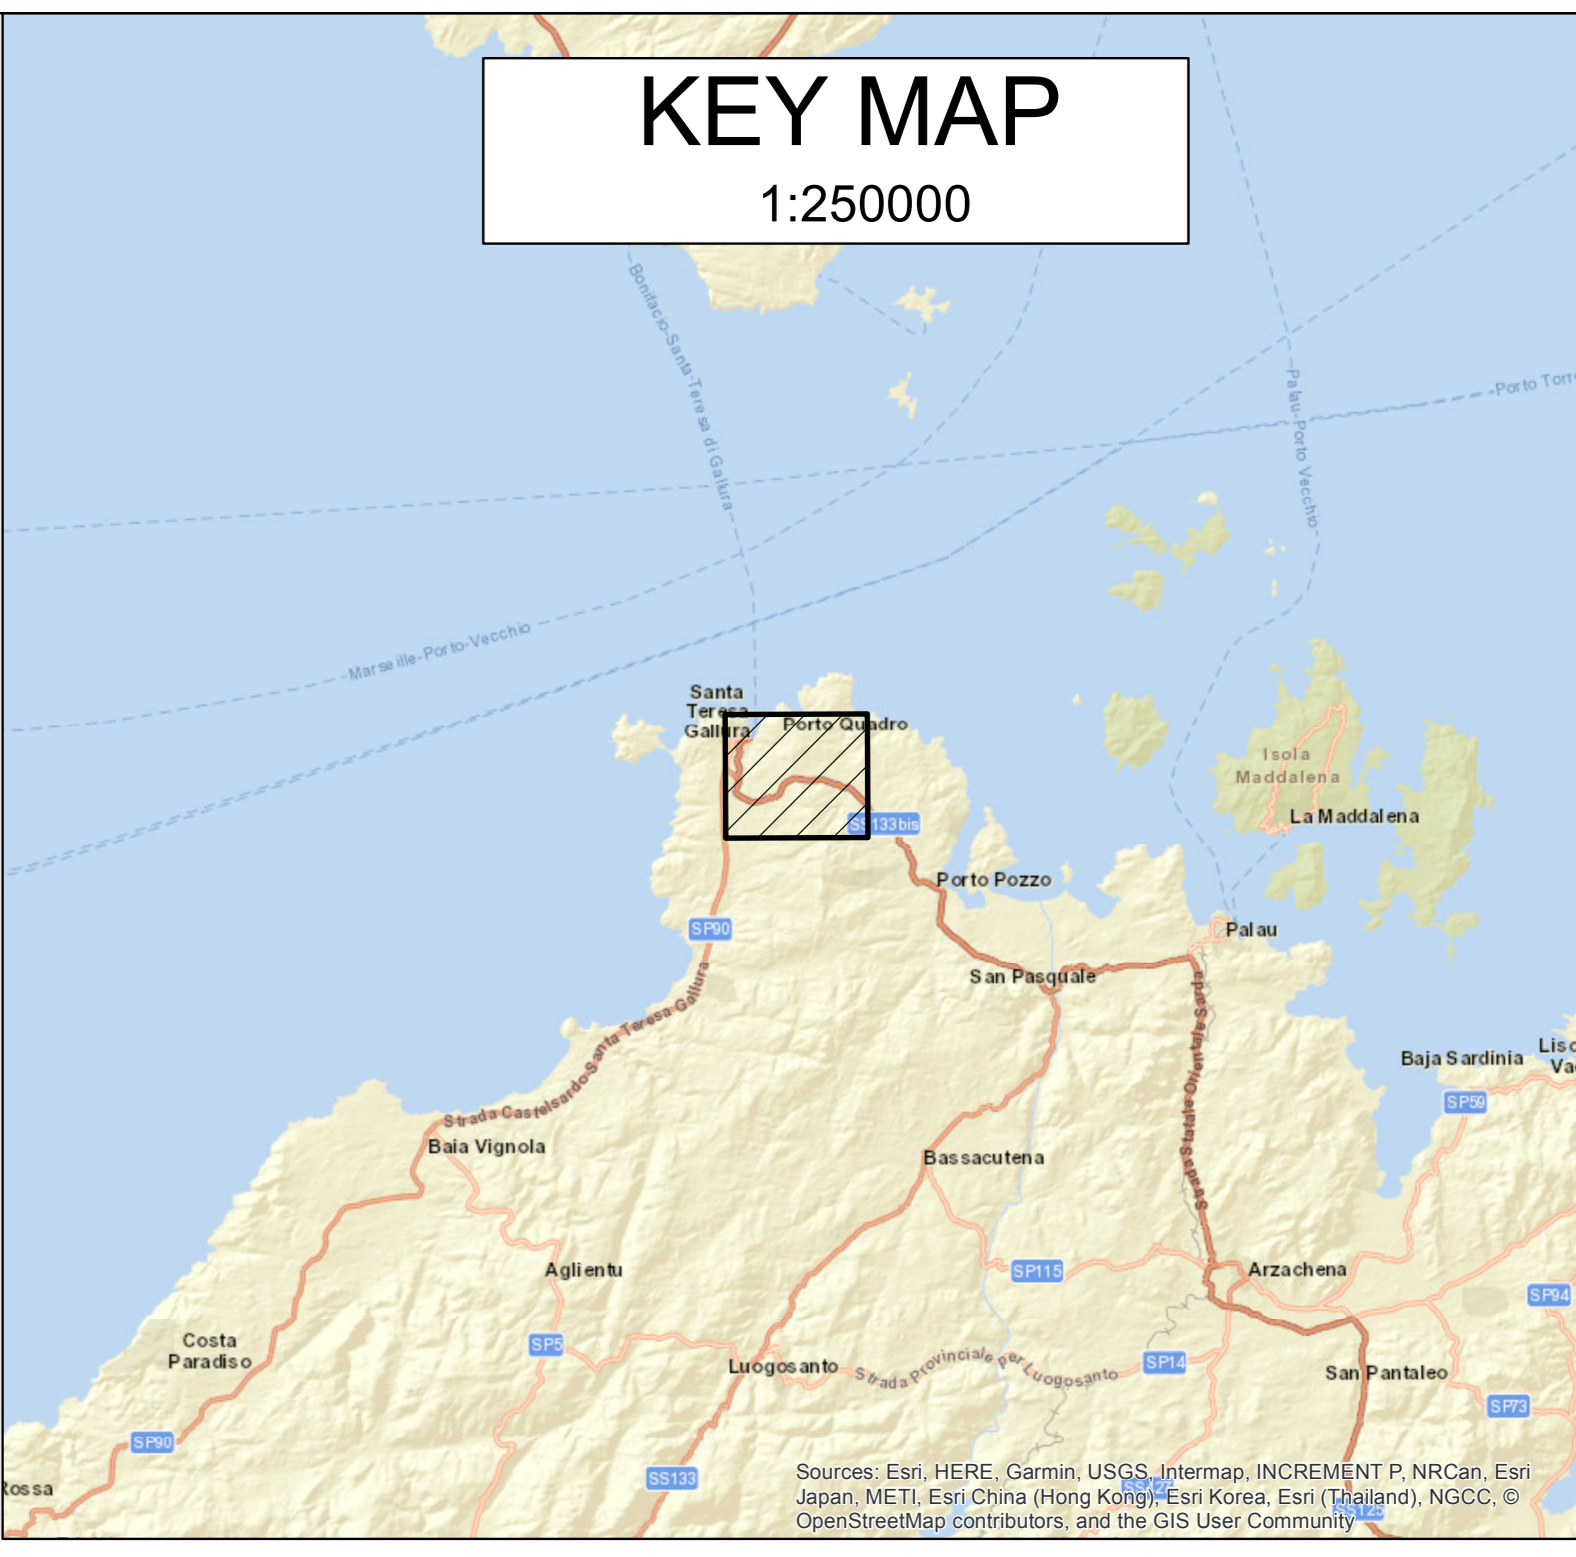 KEY MAP
1:250000
Bonifacio-Santa-Teresa di Gallura
Palau-Porto Vecchio
Porto Torr
Marseille-Porto-Vecchio
Santa
Teresa
Gallura
Porto Quadro
Isola
Maddalena
La Maddalena
SS133bis
Porto Pozzo
SP90
Palau
San Pasquale
Strada Statale Orientale Sarda
Strada Castelsardo-Santa Teresa Gallura
Baja Sardinia
Lisc
Va
SP59
Baia Vignola
Bassacutena
Aglientu
SP115
Arzachena
SP94
Costa
Paradiso
SP5
Luogosanto
Strada Provinciale per Luogosanto
SP14
San Pantaleo
SP73
SP90
SS133
Rossa
Sources: Esri, HERE, Garmin, USGS, Intermap, INCREMENT P, NRCan, Esri
Japan, METI, Esri China (Hong Kong), Esri Korea, Esri (Thailand), NGCC, ©
OpenStreetMap contributors, and the GIS User Community
SS125